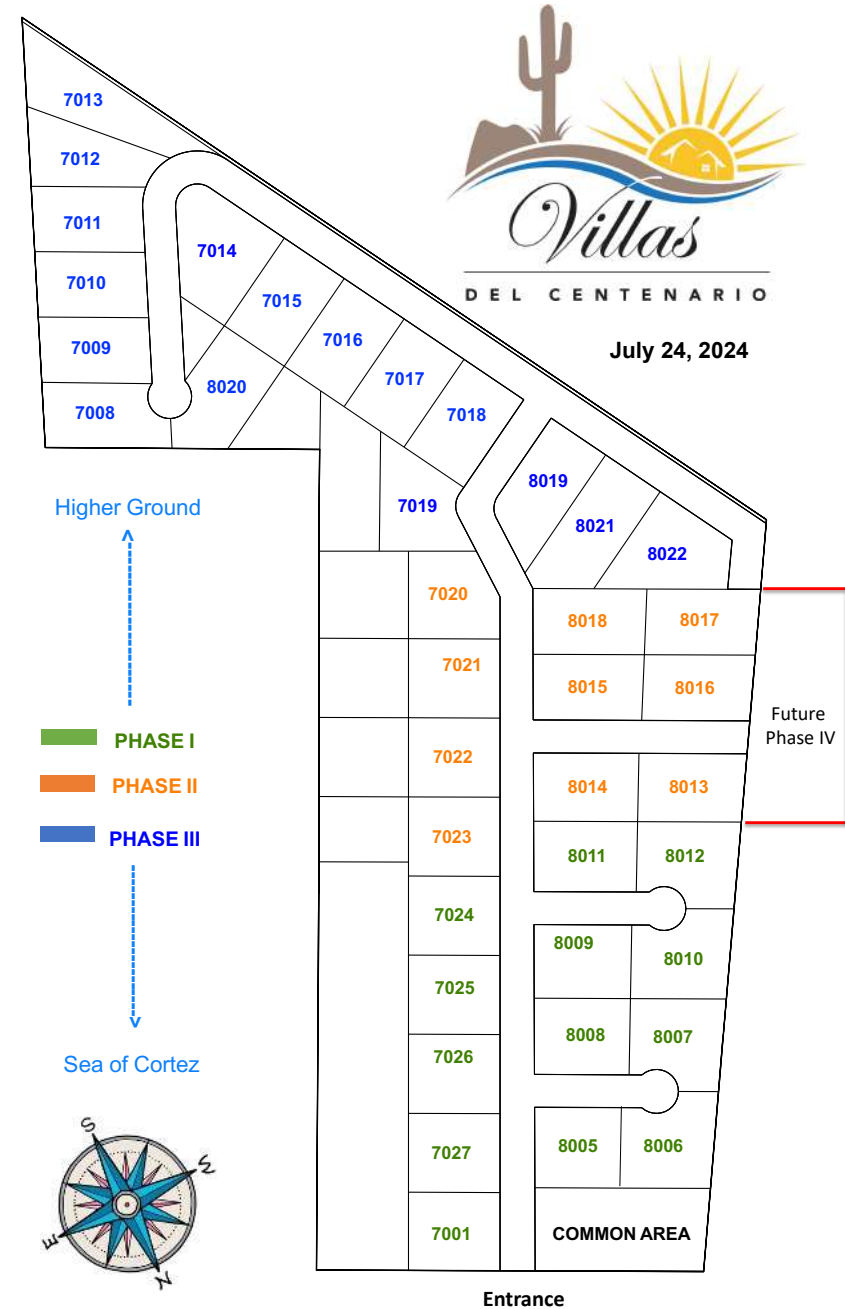 Villas
DEL CENTENARIO
July 24, 2024
7013
7012
7011
7010
7009
7008
7014
7015
7016
7017
7018
8020
7019
8019
8021
8022
Higher Ground
7020
7021
7022
7023
7024
7025
7026
7027
7001
8018
8017
8015
8016
8014
8013
8011
8012
8009
8010
8008
8007
8005
8006
COMMON AREA
Future
Phase IV
PHASE I
PHASE II
PHASE III
Sea of Cortez
S
W
E
N
Entrance